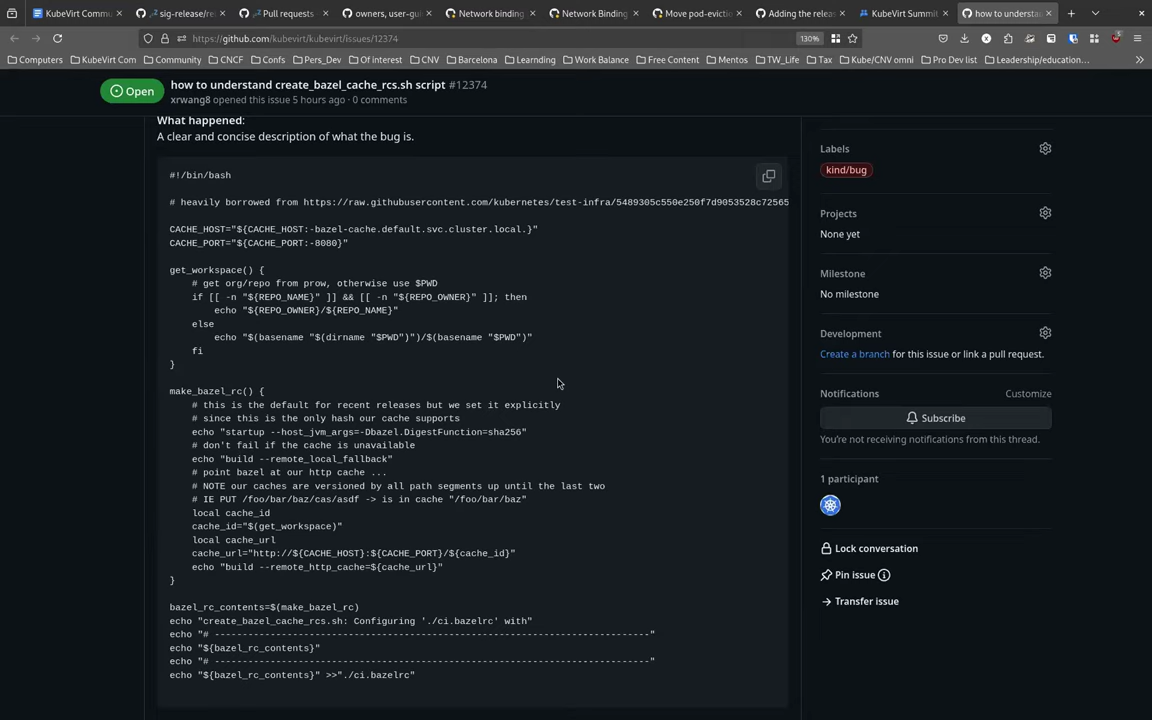 KubeVirt Commu
sig-release/re
Pull requests
owners, user-gui
Network binding
Network Binding
Move pod-evictio
Adding the relea
KubeVirt Summit
how to understa
https://github.com/kubevirt/kubevirt/issues/12374
130%
Computers
KubeVirt Com
Community
CNCF
Confs
Pers_Dev
Of interest
CNV
Barcelona
Learnding
Work Balance
Free Content
Mentos
TW_Life
Tax
Kube/CNV omni
Pro Dev list
Leadership/education...
Open
how to understand create_bazel_cache_rcs.sh script #12374
xrwang8 opened this issue 5 hours ago · 0 comments
What happened:
A clear and concise description of what the bug is.
#!/bin/bash
# heavily borrowed from https://raw.githubusercontent.com/kubernetes/test-infra/5489305c550e250f7d9053528c72565
CACHE_HOST="${CACHE_HOST:-bazel-cache.default.svc.cluster.local.}"
CACHE_PORT="${CACHE_PORT:-8080}"
get_workspace() {
# get org/repo from prow, otherwise use $PWD
if [[ -n "${REPO_NAME}" ]] && [[ -n "${REPO_OWNER}" ]]; then
echo "${REPO_OWNER}/${REPO_NAME}"
else
echo "$(basename "$(dirname "$PWD")")/$(basename "$PWD")"
fi
}
make_bazel_rc() {
# this is the default for recent releases but we set it explicitly
# since this is the only hash our cache supports
echo "startup --host_jvm_args=-Dbazel.DigestFunction=sha256"
# don't fail if the cache is unavailable
echo "build --remote_local_fallback"
# point bazel at our http cache ...
# NOTE our caches are versioned by all path segments up until the last two
# IE PUT /foo/bar/baz/cas/asdf -> is in cache "/foo/bar/baz"
local cache_id
cache_id="$(get_workspace)"
local cache_url
cache_url="http://${CACHE_HOST}:${CACHE_PORT}/${cache_id}"
echo "build --remote_http_cache=${cache_url}"
}
bazel_rc_contents=$(make_bazel_rc)
echo "create_bazel_cache_rcs.sh: Configuring './ci.bazelrc' with"
echo "# -------------------------------------------------------------------------"
echo "${bazel_rc_contents}"
echo "# -------------------------------------------------------------------------"
echo "${bazel_rc_contents}" >>"./ci.bazelrc"
Labels
kind/bug
Projects
None yet
Milestone
No milestone
Development
Create a branch for this issue or link a pull request.
Notifications
Customize
Subscribe
You're not receiving notifications from this thread.
1 participant
Lock conversation
Pin issue
Transfer issue